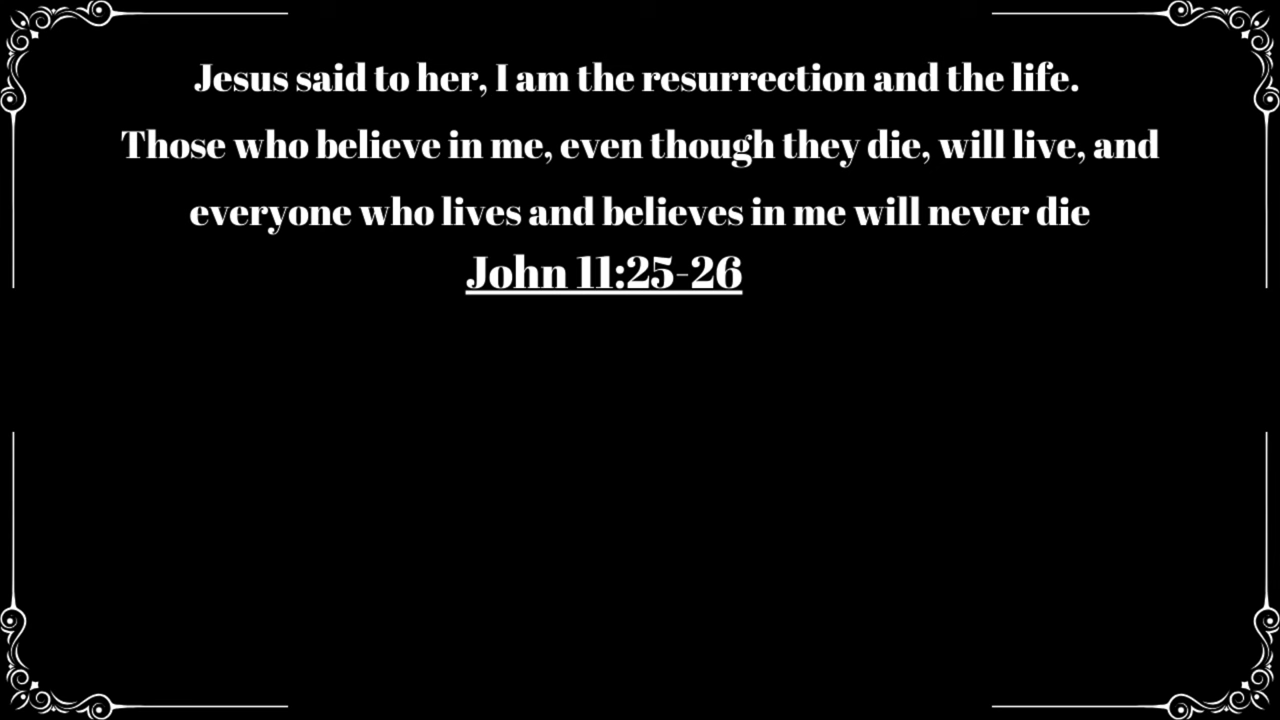 Jesus said to her, I am the resurrection and the life.
Those who believe in me, even though they die, will live, and
everyone who lives and believes in me will never die
John 11:25-26